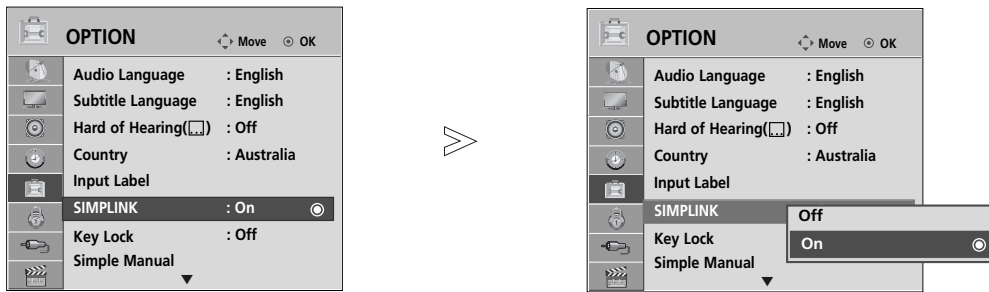 OPTION Move OK
Audio Language : English
Subtitle Language : English
Hard of Hearing( ) : Off
Country : Australia
Input Label
SIMPLINK : On
Key Lock : Off
Simple Manual
OPTION Move OK
Audio Language : English
Subtitle Language : English
Hard of Hearing( ) : Off
Country : Australia
Input Label
SIMPLINK
Key Lock
Simple Manual
Off
On